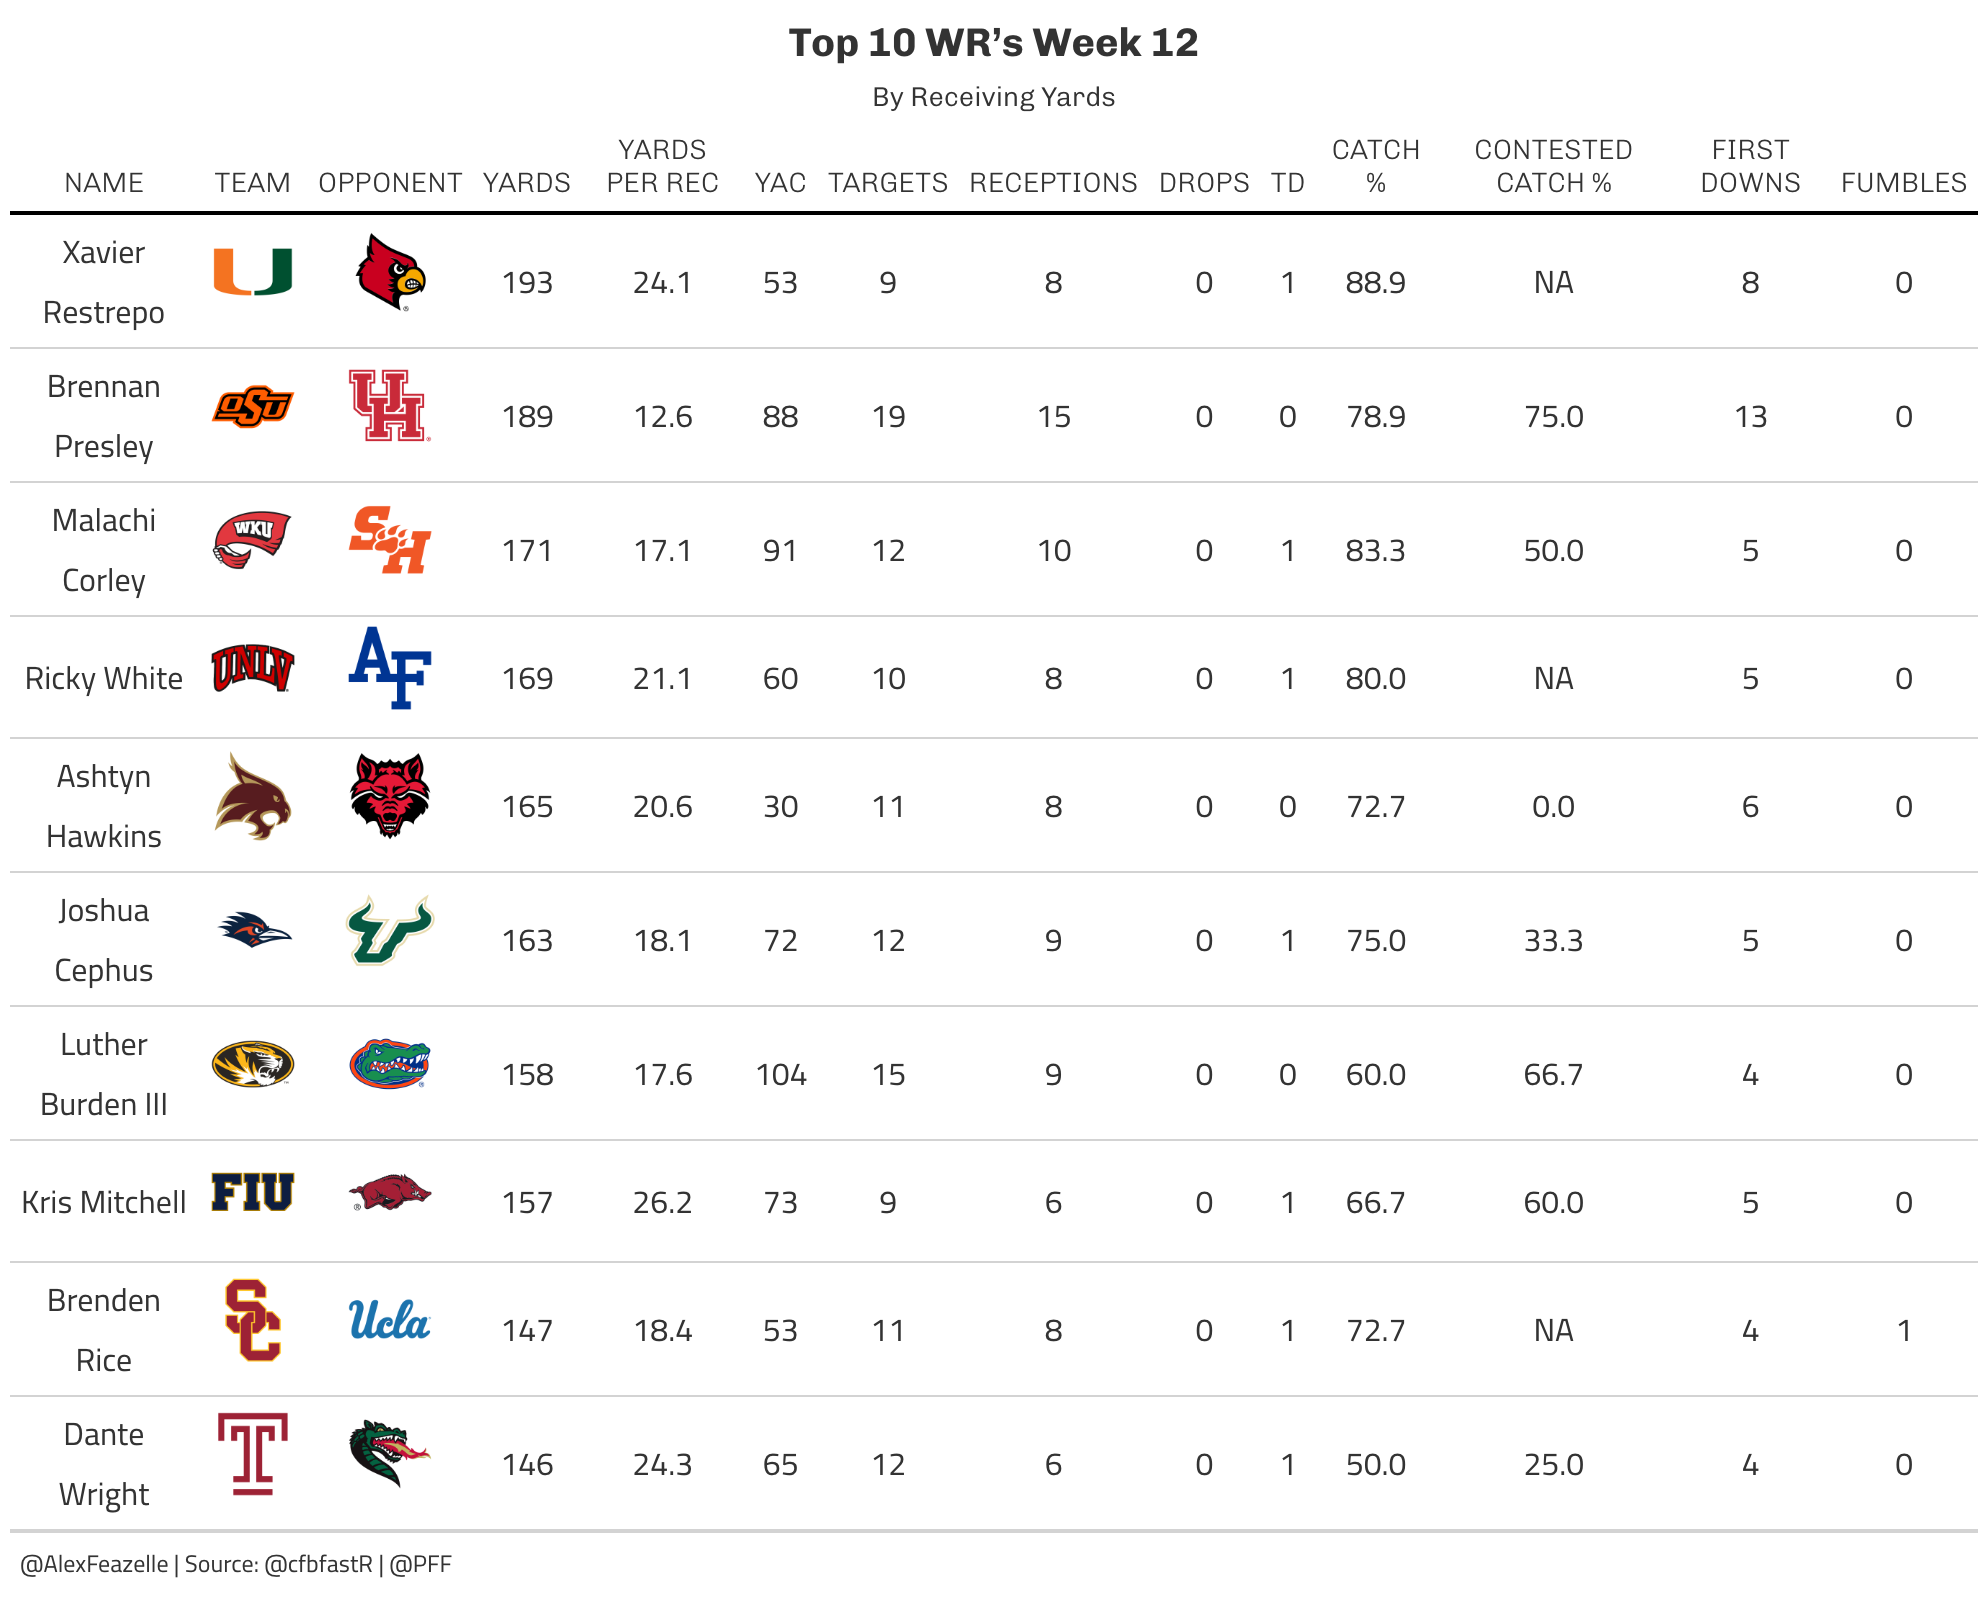 Top 10 WR’s Week 12
By Receiving Yards
NAME TEAM OPPONENT YARDS YARDS PER REC YAC TARGETS RECEPTIONS DROPS TD CATCH % CONTESTED CATCH % FIRST DOWNS FUMBLES
Xavier Restrepo U 193 24.1 53 9 8 0 1 88.9 NA 8 0
Brennan Presley OSU UH 189 12.6 88 19 15 0 0 78.9 75.0 13 0
Malachi Corley WKU SH 171 17.1 91 12 10 0 1 83.3 50.0 5 0
Ricky White UNLV AF 169 21.1 60 10 8 0 1 80.0 NA 5 0
Ashtyn Hawkins 165 20.6 30 11 8 0 0 72.7 0.0 6 0
Joshua Cephus U 163 18.1 72 12 9 0 1 75.0 33.3 5 0
Luther Burden III 158 17.6 104 15 9 0 0 60.0 66.7 4 0
Kris Mitchell FIU 157 26.2 73 9 6 0 1 66.7 60.0 5 0
Brenden Rice SC Ucla 147 18.4 53 11 8 0 1 72.7 NA 4 1
Dante Wright T 146 24.3 65 12 6 0 1 50.0 25.0 4 0
@AlexFeazelle | Source: @cfbfastR | @PFF